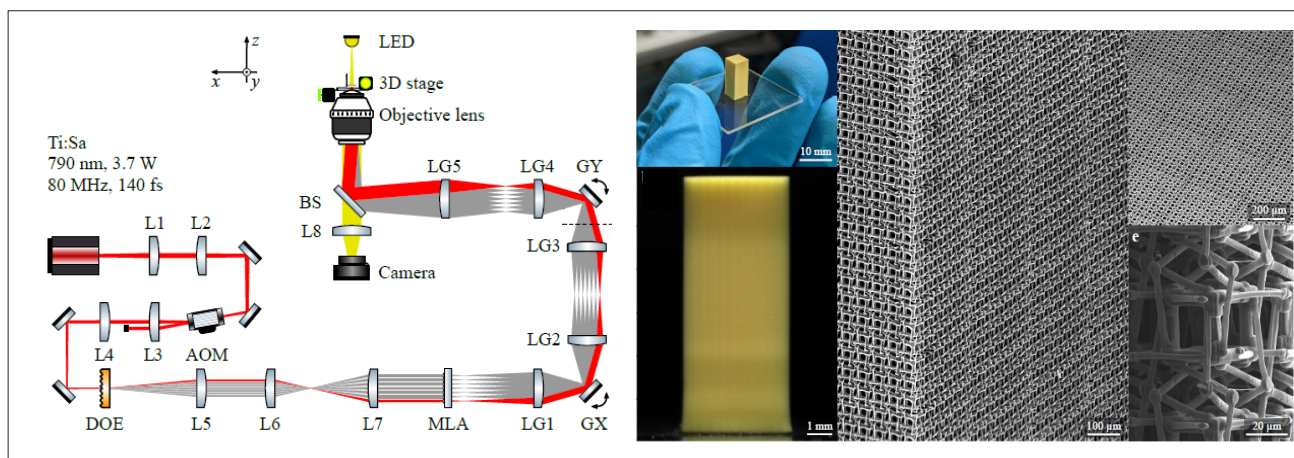 z
x
y
LED
3D stage
Objective lens
Ti:Sa
790 nm, 3.7 W
80 MHz, 140 fs
LG5
LG4
GY
BS
L1
L2
L8
LG3
Camera
LG2
L4
L3
AOM
DOE
L5
L6
L7
MLA
LG1
GX
10 mm
1 mm
100 µm
200 µm
e
20 µm